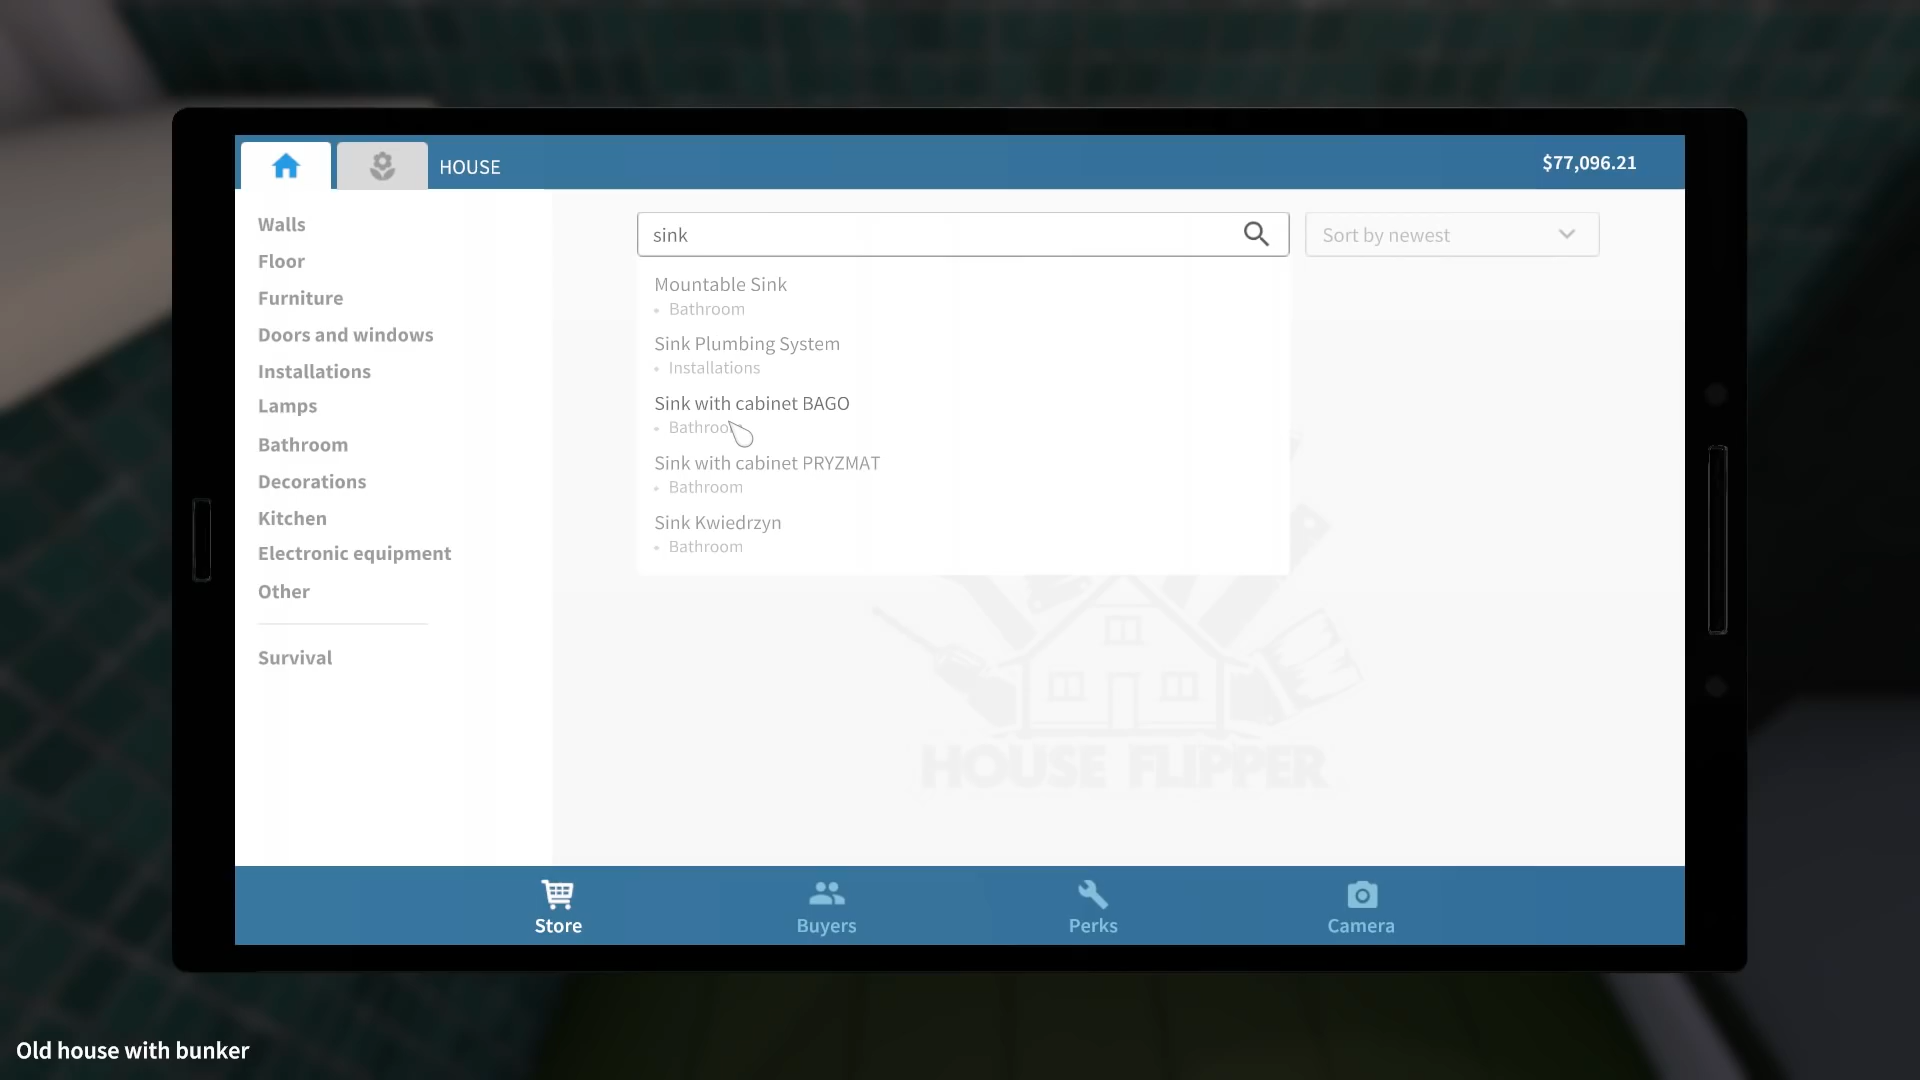 HOUSE
$77,096.21
Walls
Floor
Furniture
Doors and windows
Installations
Lamps
Bathroom
Decorations
Kitchen
Electronic equipment
Other
Survival
sink
Sort by newest
Mountable Sink
• Bathroom
Sink Plumbing System
• Installations
Sink with cabinet BAGO
• Bathroom
Sink with cabinet PRYZMAT
• Bathroom
Sink Kwiedrzyn
• Bathroom
HOUSE FLIPPER
Store
Buyers
Perks
Camera
Old house with bunker